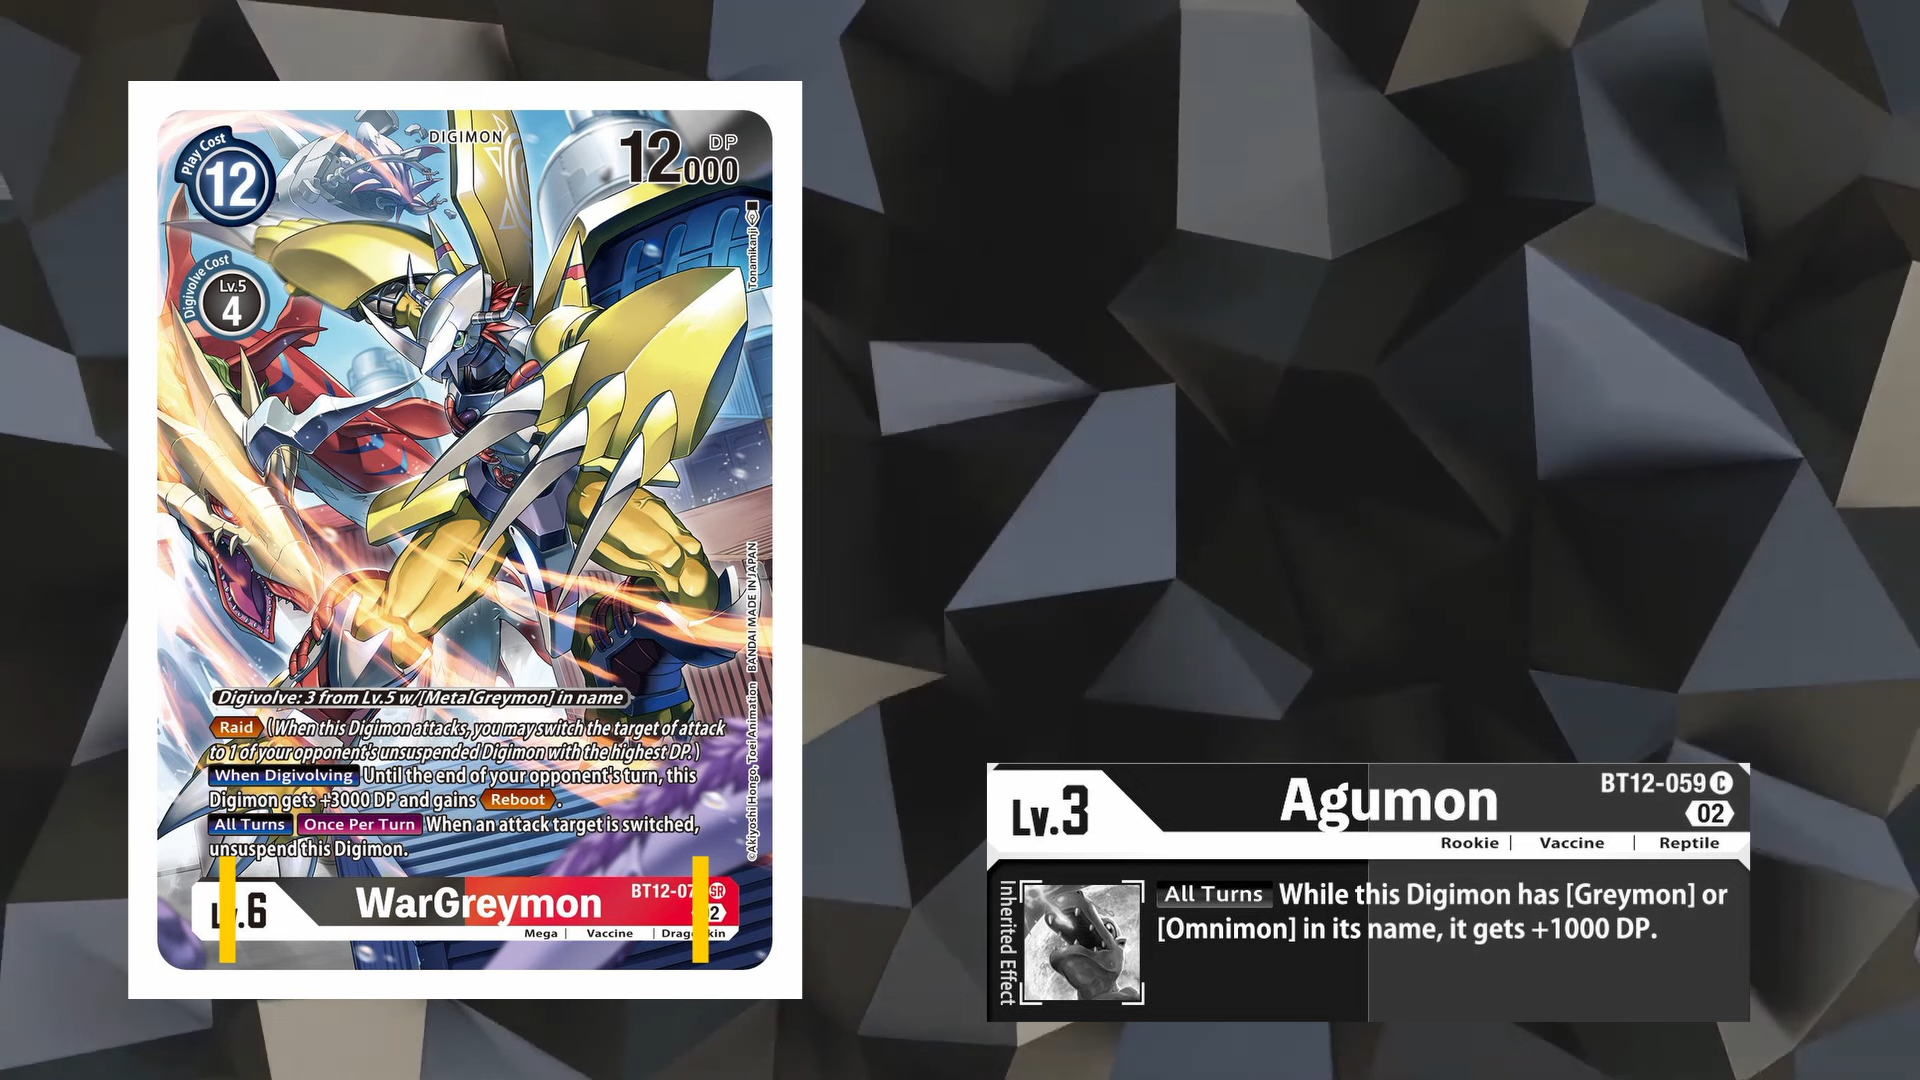 DIGIMON
Play Cost
12
DP
12000
Digivolve Cost
Lv.5
4
Tonamikanji
Digivolve: 3 from Lv.5 w/[MetalGreymon] in name
Raid (When this Digimon attacks, you may switch the target of attack
to 1 of your opponent's unsuspended Digimon with the highest DP.)
When Digivolving Until the end of your opponent's turn, this
Digimon gets +3000 DP and gains Reboot.
All Turns Once Per Turn When an attack target is switched,
unsuspend this Digimon.
©Akiyoshi Hongo, Toei Animation BANDAI MADE IN JAPAN
WarGreymon
SR
Mega | Vaccine |
Lv.3
Agumon
BT12-059 C
02
Rookie | Vaccine | Reptile
Inherited Effect
All Turns While this Digimon has [Greymon] or
[Omnimon] in its name, it gets +1000 DP.